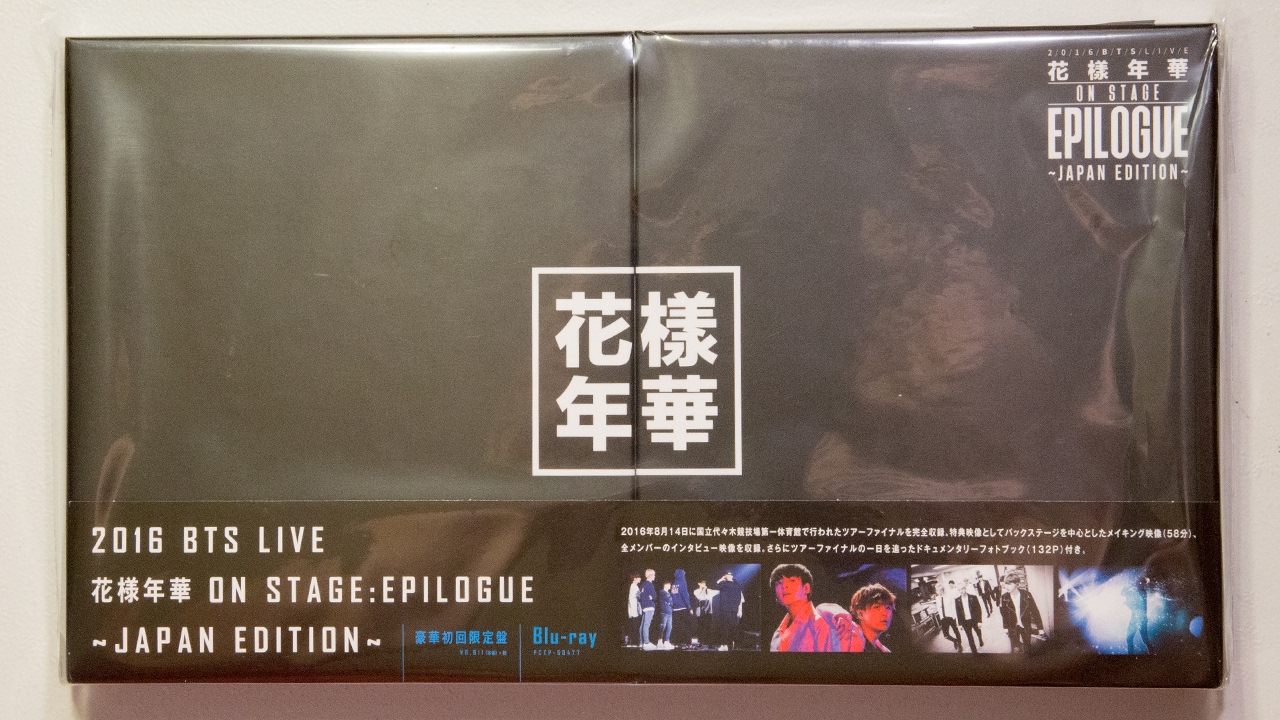 2/0/1/6/B/T/S/L/I/V/E
花様年華
ON STAGE
EPILOGUE
~JAPAN EDITION~
花樣
年華
2016 BTS LIVE
花様年華 ON STAGE:EPILOGUE
~JAPAN EDITION~
豪華初回限定盤
Blu-ray
2016年8月14日に国立代々木競技場第一体育館で行われたツアーファイナルを完全収録。特典映像としてバックステージを中心としたメイキング映像(58分)、
全メンバーのインタビュー映像を収録。さらにツアーファイナルの一日を追ったドキュメンタリーフォトブック(132P)付き。